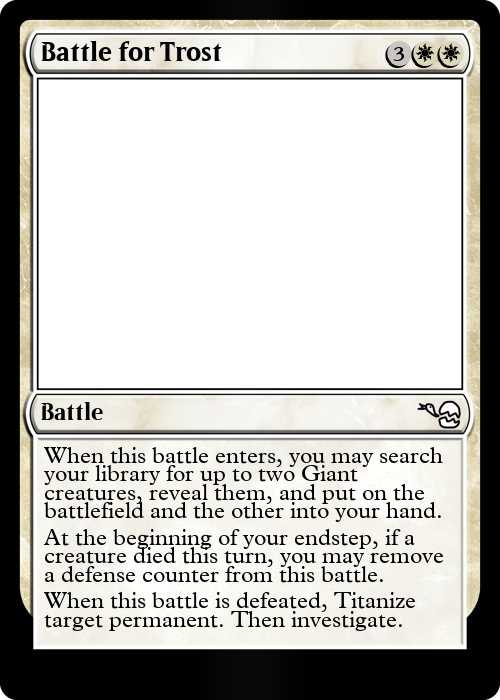 Battle for Trost
3
Battle
When this battle enters, you may search
your library for up to two Giant
creatures, reveal them, and put on the
battlefield and the other into your hand.
At the beginning of your endstep, if a
creature died this turn, you may remove
a defense counter from this battle.
When this battle is defeated, Titanize
target permanent. Then investigate.